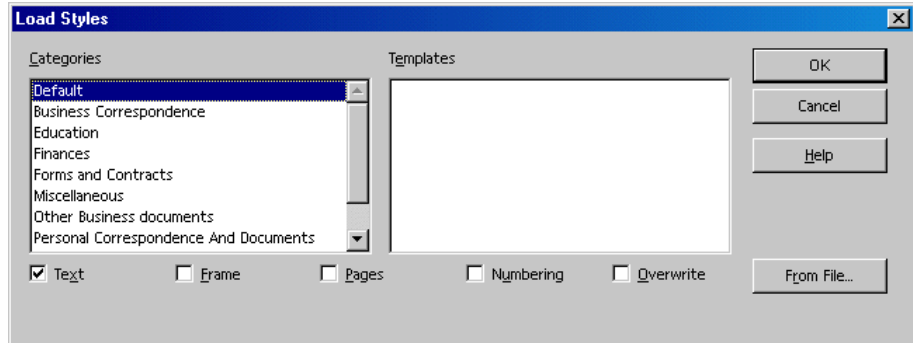 Load Styles
Categories
Templates
Default
Business Correspondence
Education
Finances
Forms and Contracts
Miscellaneous
Other Business documents
Personal Correspondence And Documents
OK
Cancel
Help
Text Frame Pages Numbering Overwrite
From File...